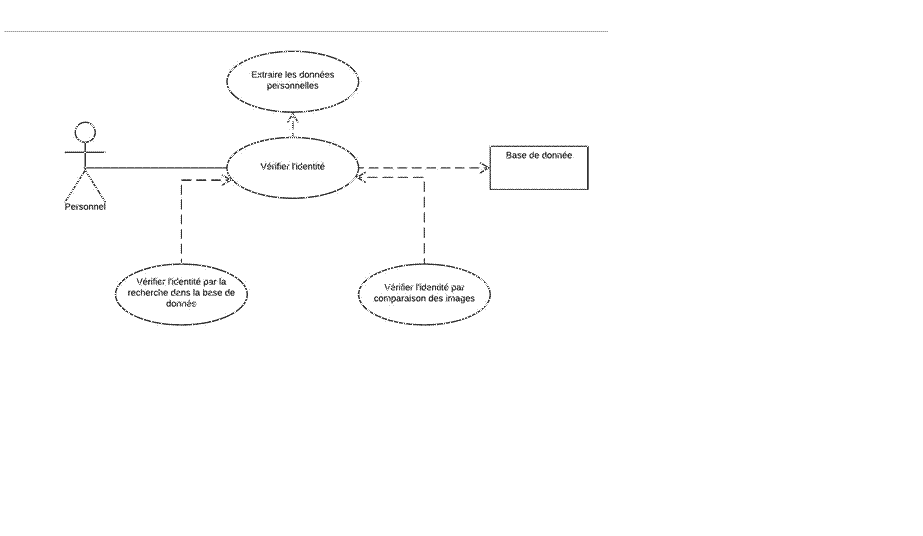 Extraire les données
personnelles
Vérifier l'identité
Base de donnée
Personnel
Vérifier l'identité par la
recherche dans la base de
donnée
Vérifier l'identité par
comparaison des images